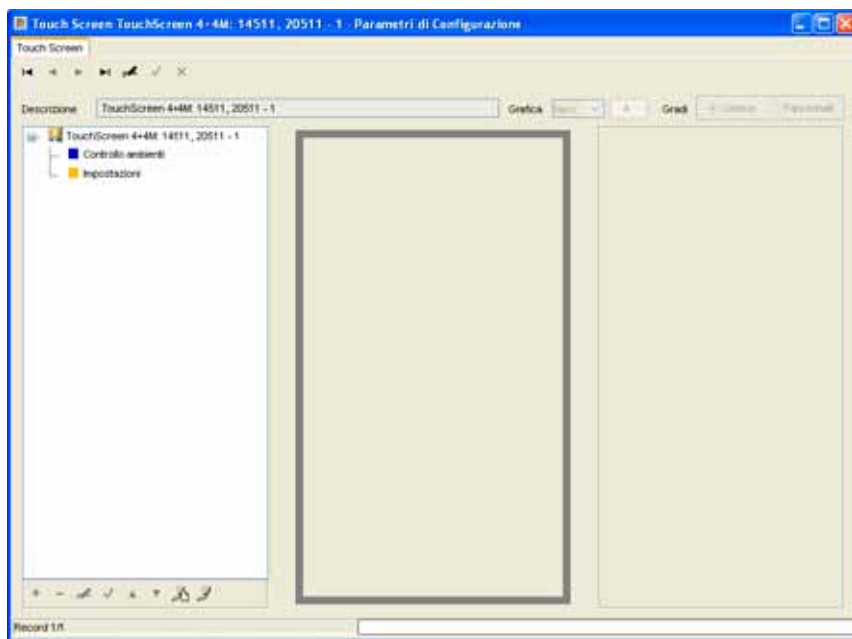 Touch Screen TouchScreen 4+4M: 14511, 20511 - 1 - Parametri di Configurazione
Touch Screen
Descrizione TouchScreen 4+4M: 14511, 20511 - 1 Grafica A Gradi
TouchScreen 4+4M: 14511, 20511 - 1
Controllo ambienti
Impostazioni
Record 1/1